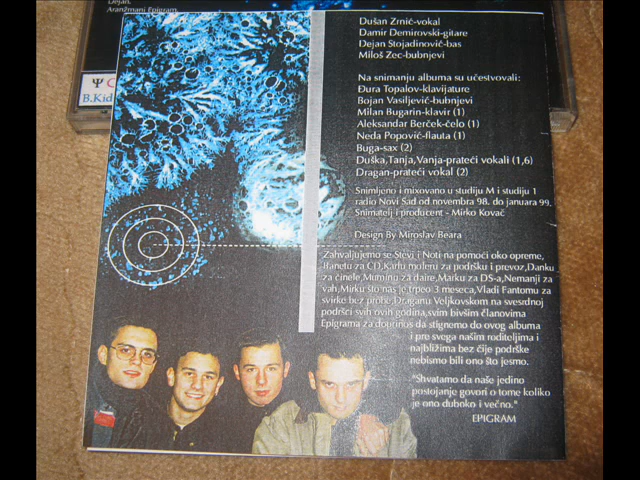 Dejan.
Aranžmani Epigram.
Ψ C
B.Kid
Dušan Zrnić-vokal
Damir Demirovski-gitare
Dejan Stojadinović-bas
Miloš Zec-bubnjevi
Na snimanju albuma su učestvovali:
Đura Topalov-klavijature
Bojan Vasiljević-bubnjevi
Milan Bugarin-klavir (1)
Aleksandar Berček-čelo (1)
Neda Popović-flauta (1)
Buga-sax (2)
Duška,Tanja,Vanja-prateći vokali (1,6)
Dragan-prateći vokal (2)
Snimljeno i mixovano u studiju M i studiju 1
radio Novi Sad od novembra 98. do januara 99.
Snimatelj i producent - Mirko Kovač
Design By Miroslav Beara
Zahvaljujemo se Stevi i Noti na pomoći oko opreme,
Banetu za CD,Karlu moleru za podršku i prevoz,Danku
za činele,Muminu za daire,Marku za DS-a,Nemanji za
vah,Mirku što nas je trpeo 3 meseca,Vladi Fantomu za
svirke bez probe,Draganu Veljkovskom na svesrdnoj
podršci svih ovih godina,svim bivšim članovima
Epigrama za doprinos da stignemo do ovog albuma
i pre svega našim roditeljima i
najbližima bez čije podrške
nebismo bili ono što jesmo.
"Shvatamo da naše jedino
postojanje govori o tome koliko
je ono duboko i večno."
EPIGRAM